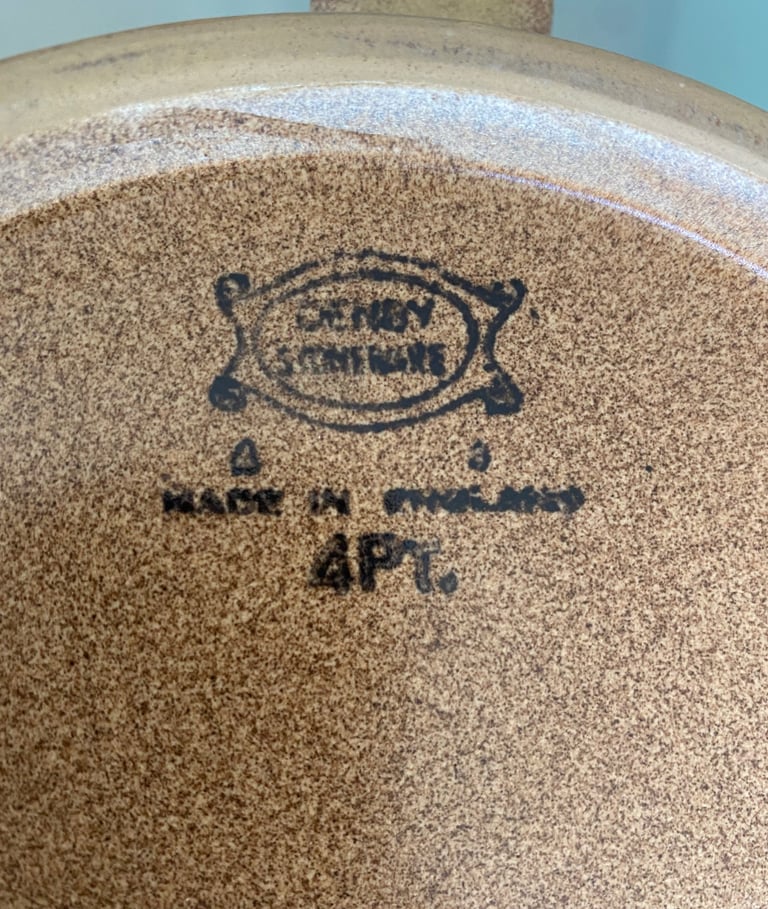 DENBY
STONEWARE
MADE IN ENGLAND
4PT.